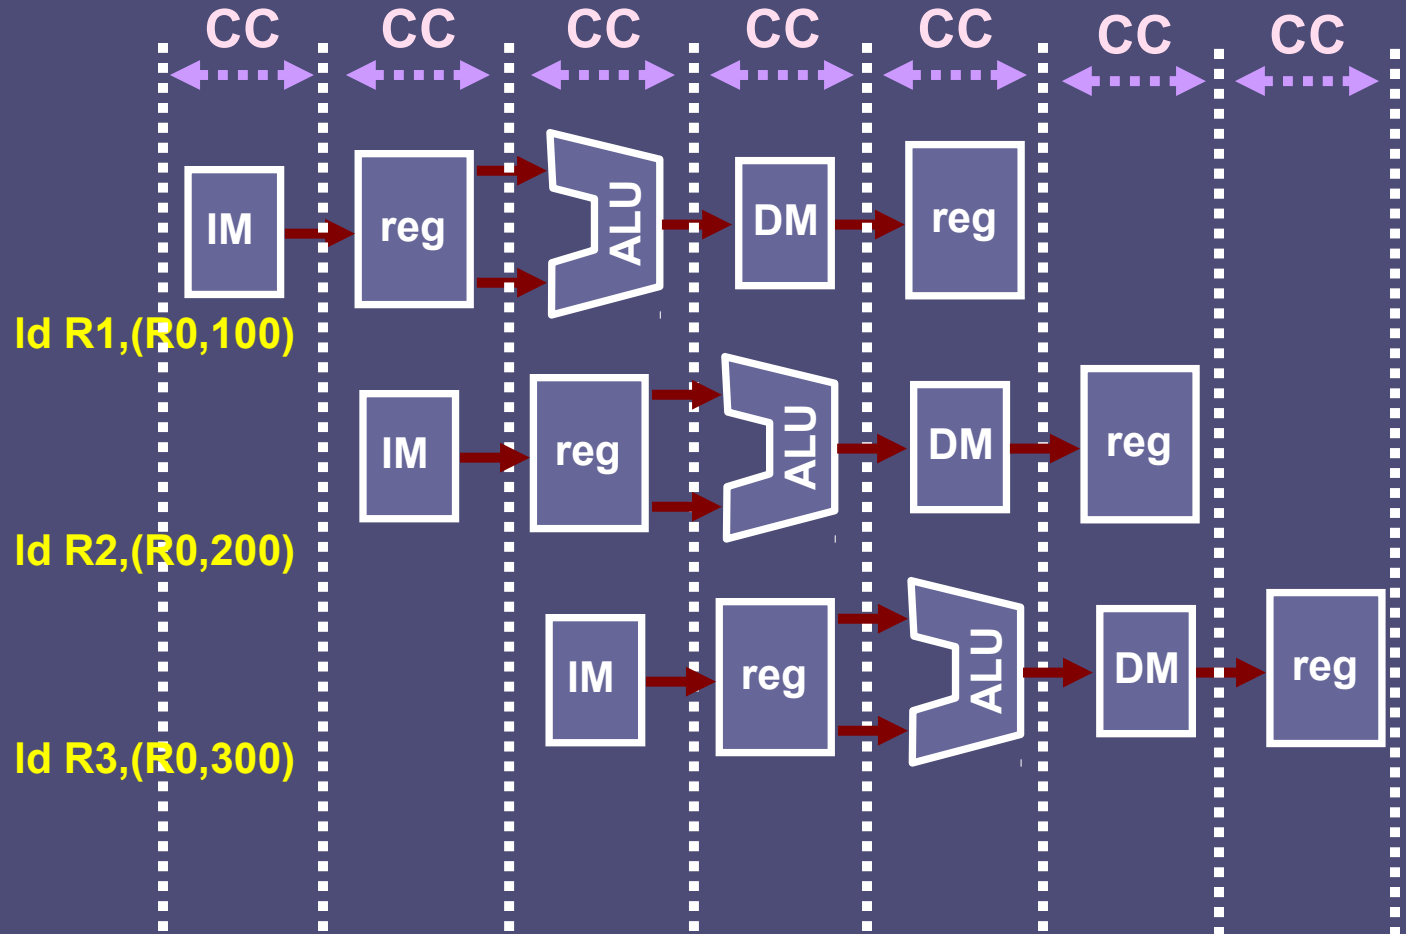 CC CC CC CC CC CC CC
IM reg ALU DM reg
ld R1,(R0,100)
IM reg ALU DM reg
ld R2,(R0,200)
IM reg ALU DM reg
ld R3,(R0,300)